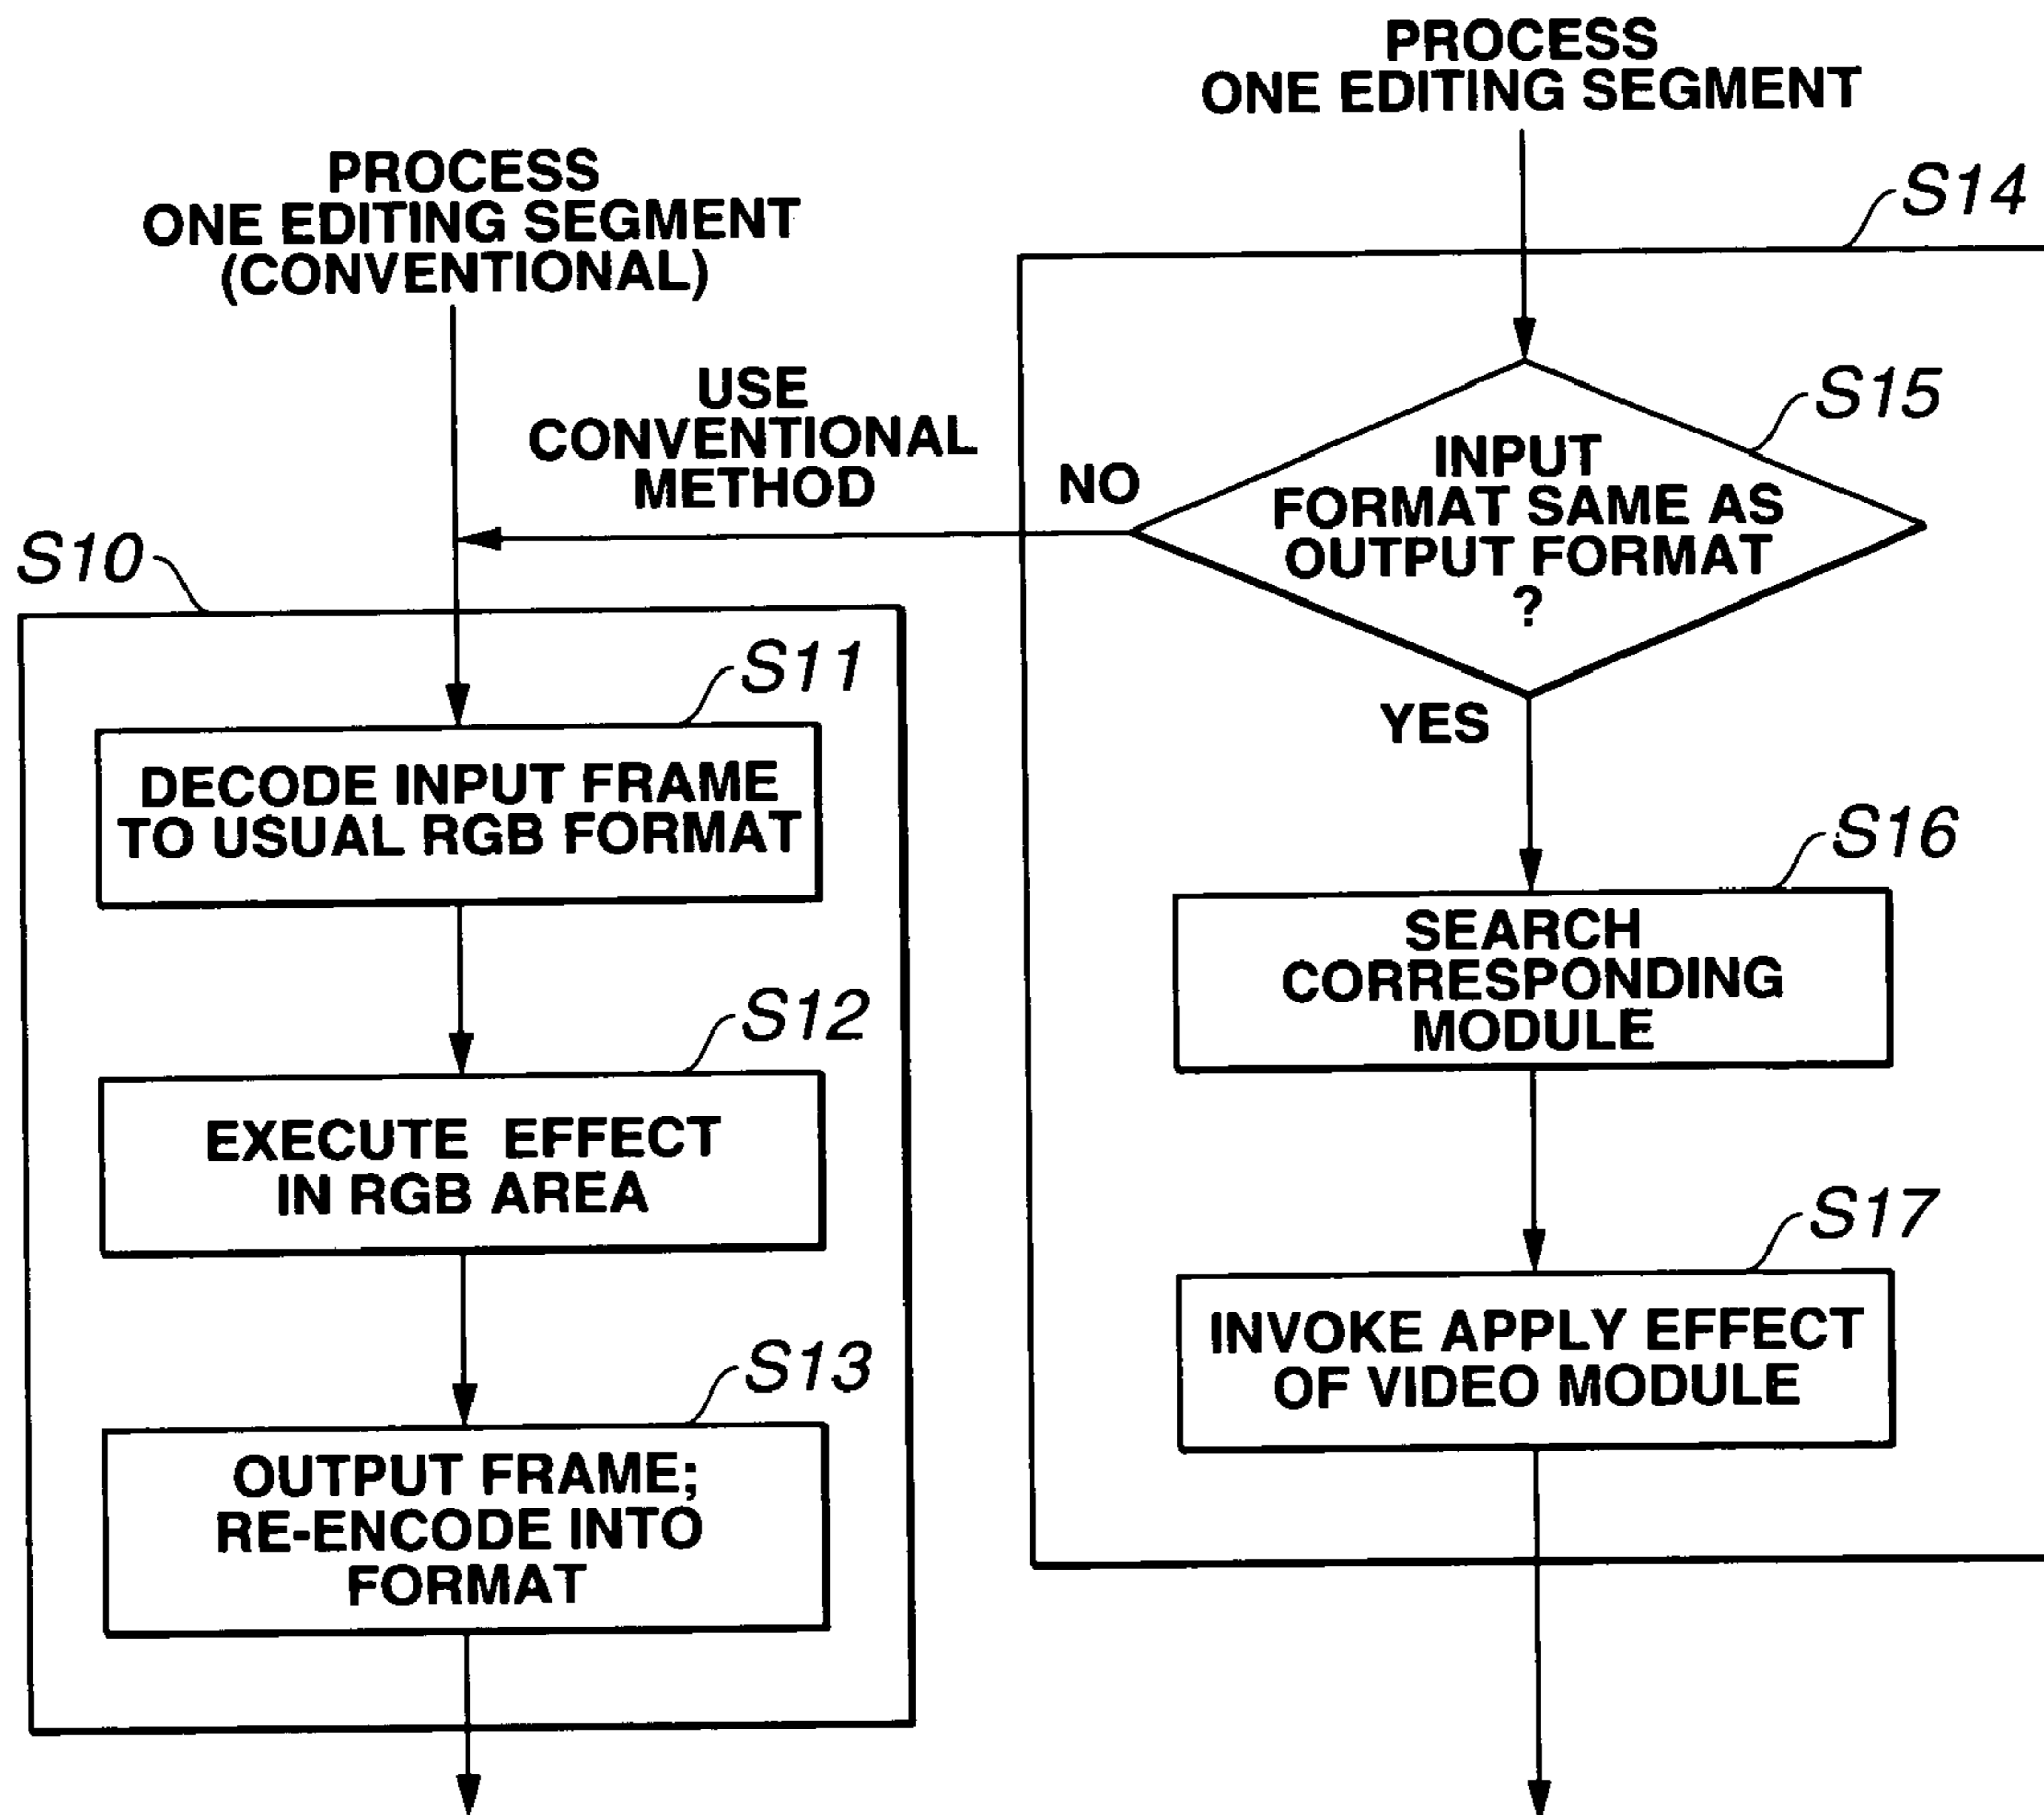 PROCESS
ONE EDITING SEGMENT
(CONVENTIONAL)
USE
CONVENTIONAL
METHOD
S10
S11
DECODE INPUT FRAME
TO USUAL RGB FORMAT
S12
EXECUTE EFFECT
IN RGB AREA
S13
OUTPUT FRAME;
RE-ENCODE INTO
FORMAT
PROCESS
ONE EDITING SEGMENT
S14
S15
INPUT
FORMAT SAME AS
OUTPUT FORMAT
?
NO
YES
S16
SEARCH
CORRESPONDING
MODULE
S17
INVOKE APPLY EFFECT
OF VIDEO MODULE